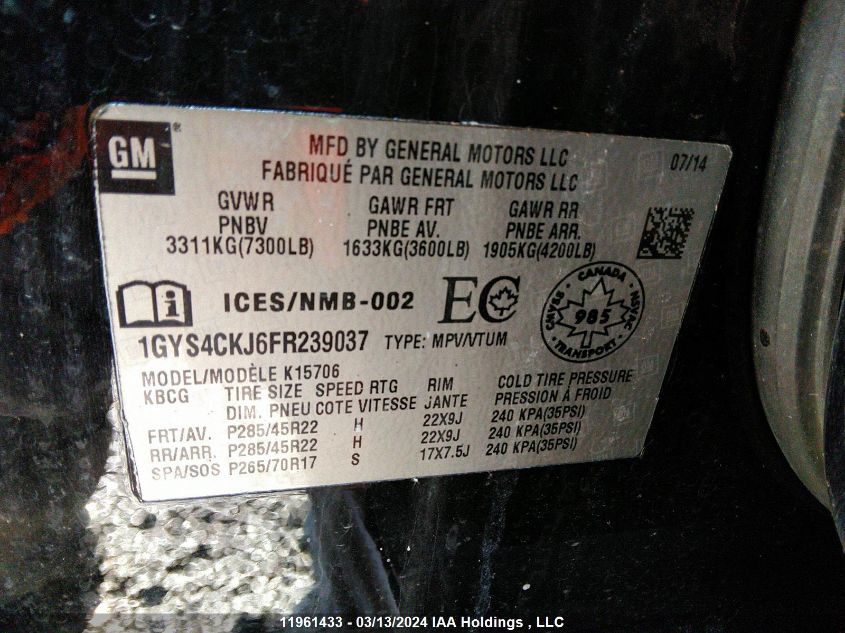 GM®
MFD BY GENERAL MOTORS LLC 07/14
FABRIQUÉ PAR GENERAL MOTORS LLC
GVWR GAWR FRT GAWR RR
PNBV PNBE AV. PNBE ARR.
3311KG(7300LB) 1633KG(3600LB) 1905KG(4200LB)
i ICES/NMB-002 EC CANADA 985 TRANSPORT CMVSS NSVAC
1GYS4CKJ6FR239037 TYPE: MPV/VTUM
MODEL/MODÈLE K15706
KBCG TIRE SIZE SPEED RTG RIM COLD TIRE PRESSURE
DIM. PNEU COTE VITESSE JANTE PRESSION À FROID
FRT/AV. P285/45R22 H 22X9J 240 KPA(35PSI)
RR/ARR. P285/45R22 H 22X9J 240 KPA(35PSI)
SPA/SOS P265/70R17 S 17X7.5J 240 KPA(35PSI)
11961433 - 03/13/2024 IAA Holdings , LLC